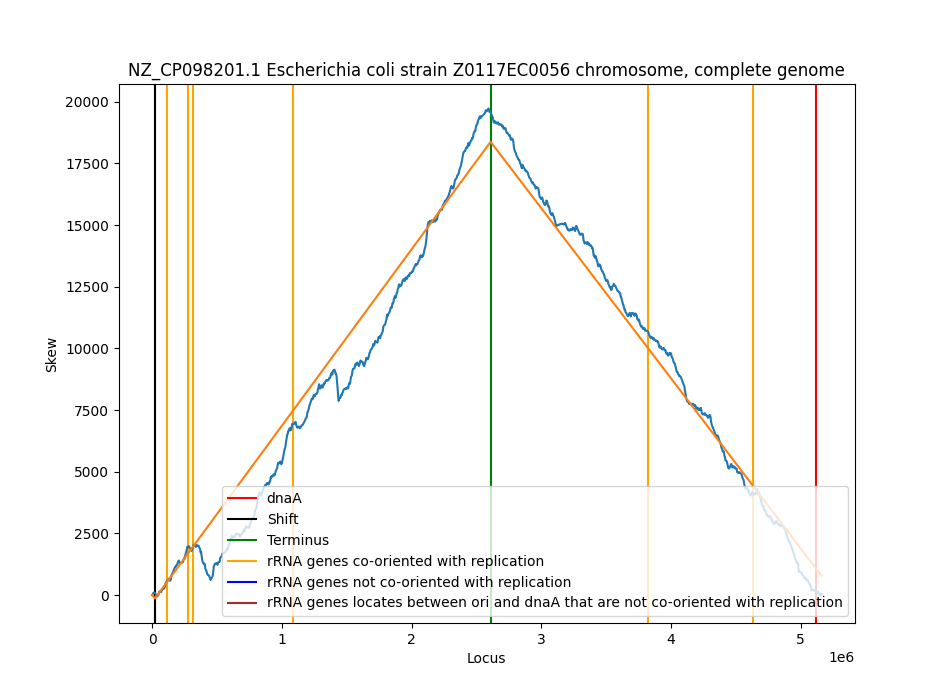 NZ_CP098201.1 Escherichia coli strain Z0117EC0056 chromosome, complete genome
Skew
20000
17500
15000
12500
10000
7500
5000
2500
0
dnaA
Shift
Terminus
rRNA genes co-oriented with replication
rRNA genes not co-oriented with replication
rRNA genes locates between ori and dnaA that are not co-oriented with replication
0 1 2 3 4 5
1e6
Locus